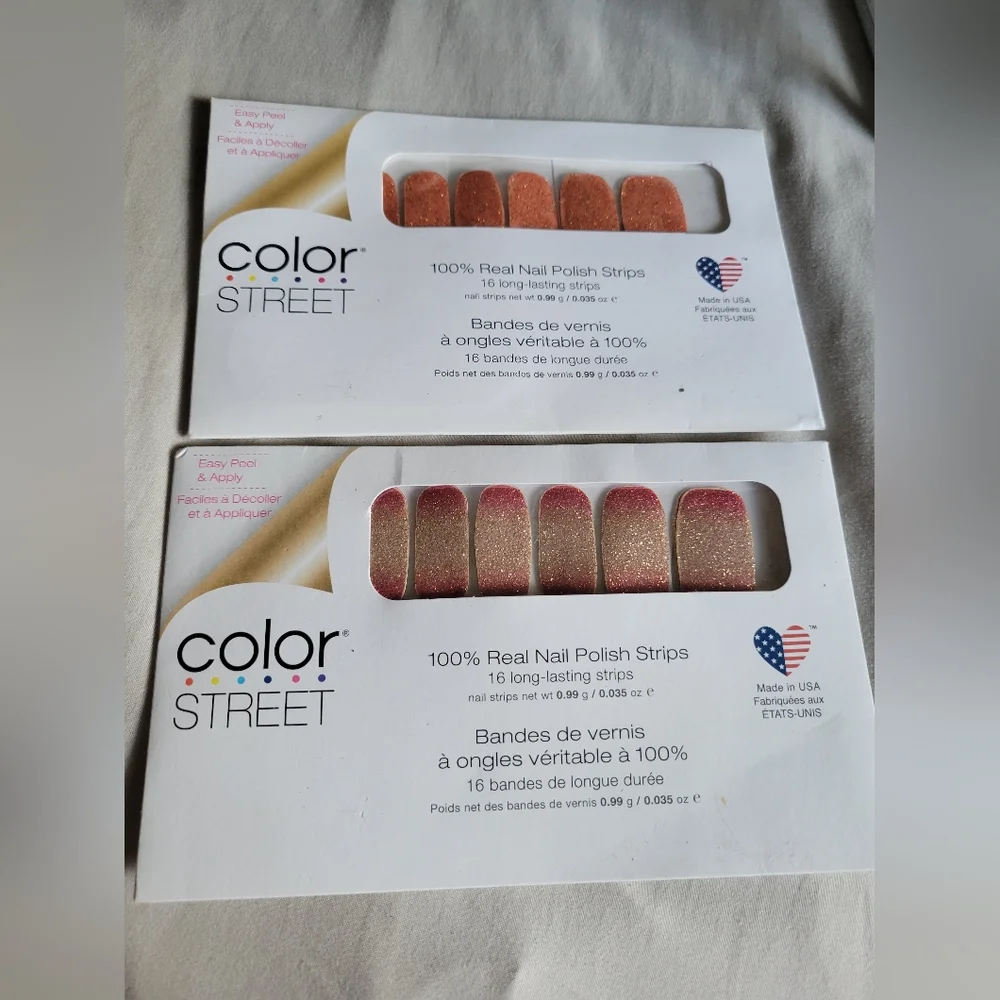 Easy Peel
& Apply
Faciles à Décoller
et à Appliquer
color®
STREET
100% Real Nail Polish Strips
16 long-lasting strips
nail strips net wt 0.99 g / 0.035 oz e
Bandes de vernis
à ongles véritable à 100%
16 bandes de longue durée
Poids net des bandes de vernis 0.99 g / 0.035 oz e
TM
Made in USA
Fabriquées aux
ÉTATS-UNIS
Easy Peel
& Apply
Faciles à Décoller
et à Appliquer
color®
STREET
100% Real Nail Polish Strips
16 long-lasting strips
nail strips net wt 0.99 g / 0.035 oz e
Bandes de vernis
à ongles véritable à 100%
16 bandes de longue durée
Poids net des bandes de vernis 0.99 g / 0.035 oz e
TM
Made in USA
Fabriquées aux
ÉTATS-UNIS